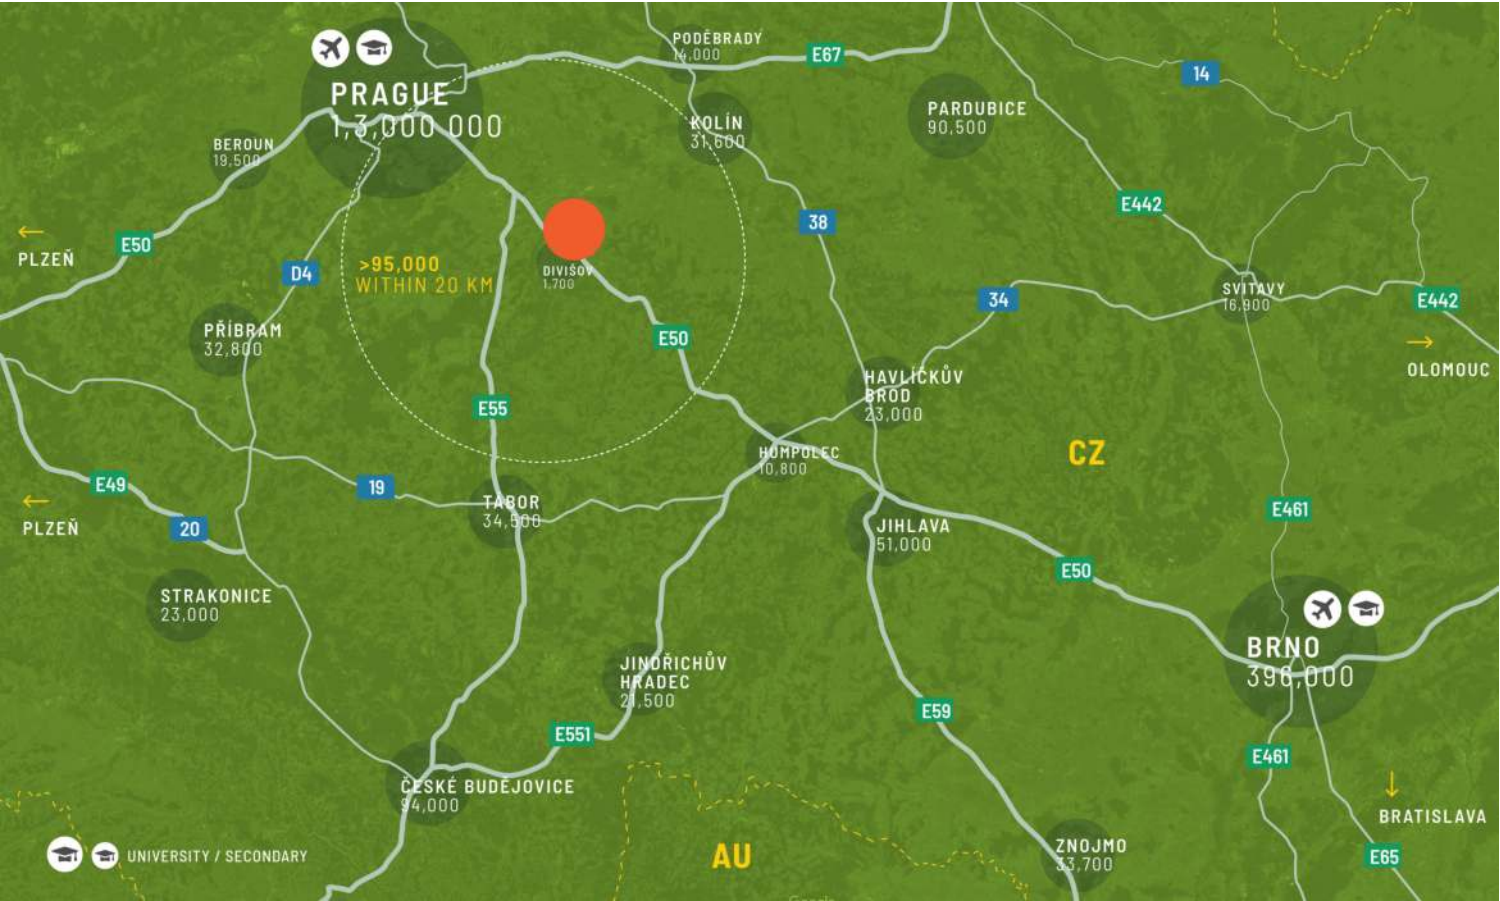 PODĚBRADY
14,000
E67
14
PRAGUE
1,3,000 000
KOLÍN
31,600
PARDUBICE
90,500
BEROUN
19,500
E442
38
E50
PLZEŇ
D4
>95,000
WITHIN 20 KM
DIVIŠOV
1,700
34
SVITAVY
16,900
E442
PŘÍBRAM
32,800
E50
OLOMOUC
HAVLÍČKŮV
BROD
23,000
E55
HUMPOLEC
10,800
CZ
E49
19
PLZEŇ
20
TÁBOR
34,500
JIHLAVA
51,000
E461
E50
STRAKONICE
23,000
BRNO
396,000
JINDŘICHŮV
HRADEC
21,500
E59
E551
E461
ČESKÉ BUDĚJOVICE
94,000
BRATISLAVA
UNIVERSITY / SECONDARY
AU
ZNOJMO
33,700
E65